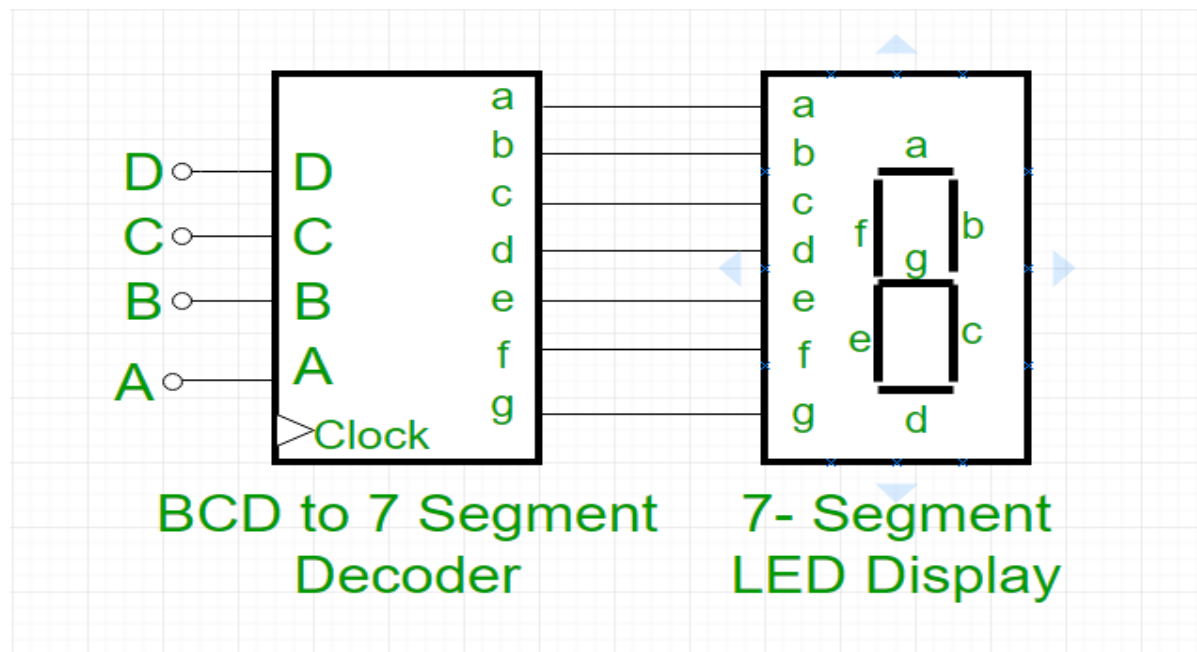 D
C
B
A
D
C
B
A
Clock
a
b
c
d
e
f
g
BCD to 7 Segment
Decoder
a
b
c
d
e
f
g
a
f
b
g
e
c
d
7- Segment
LED Display